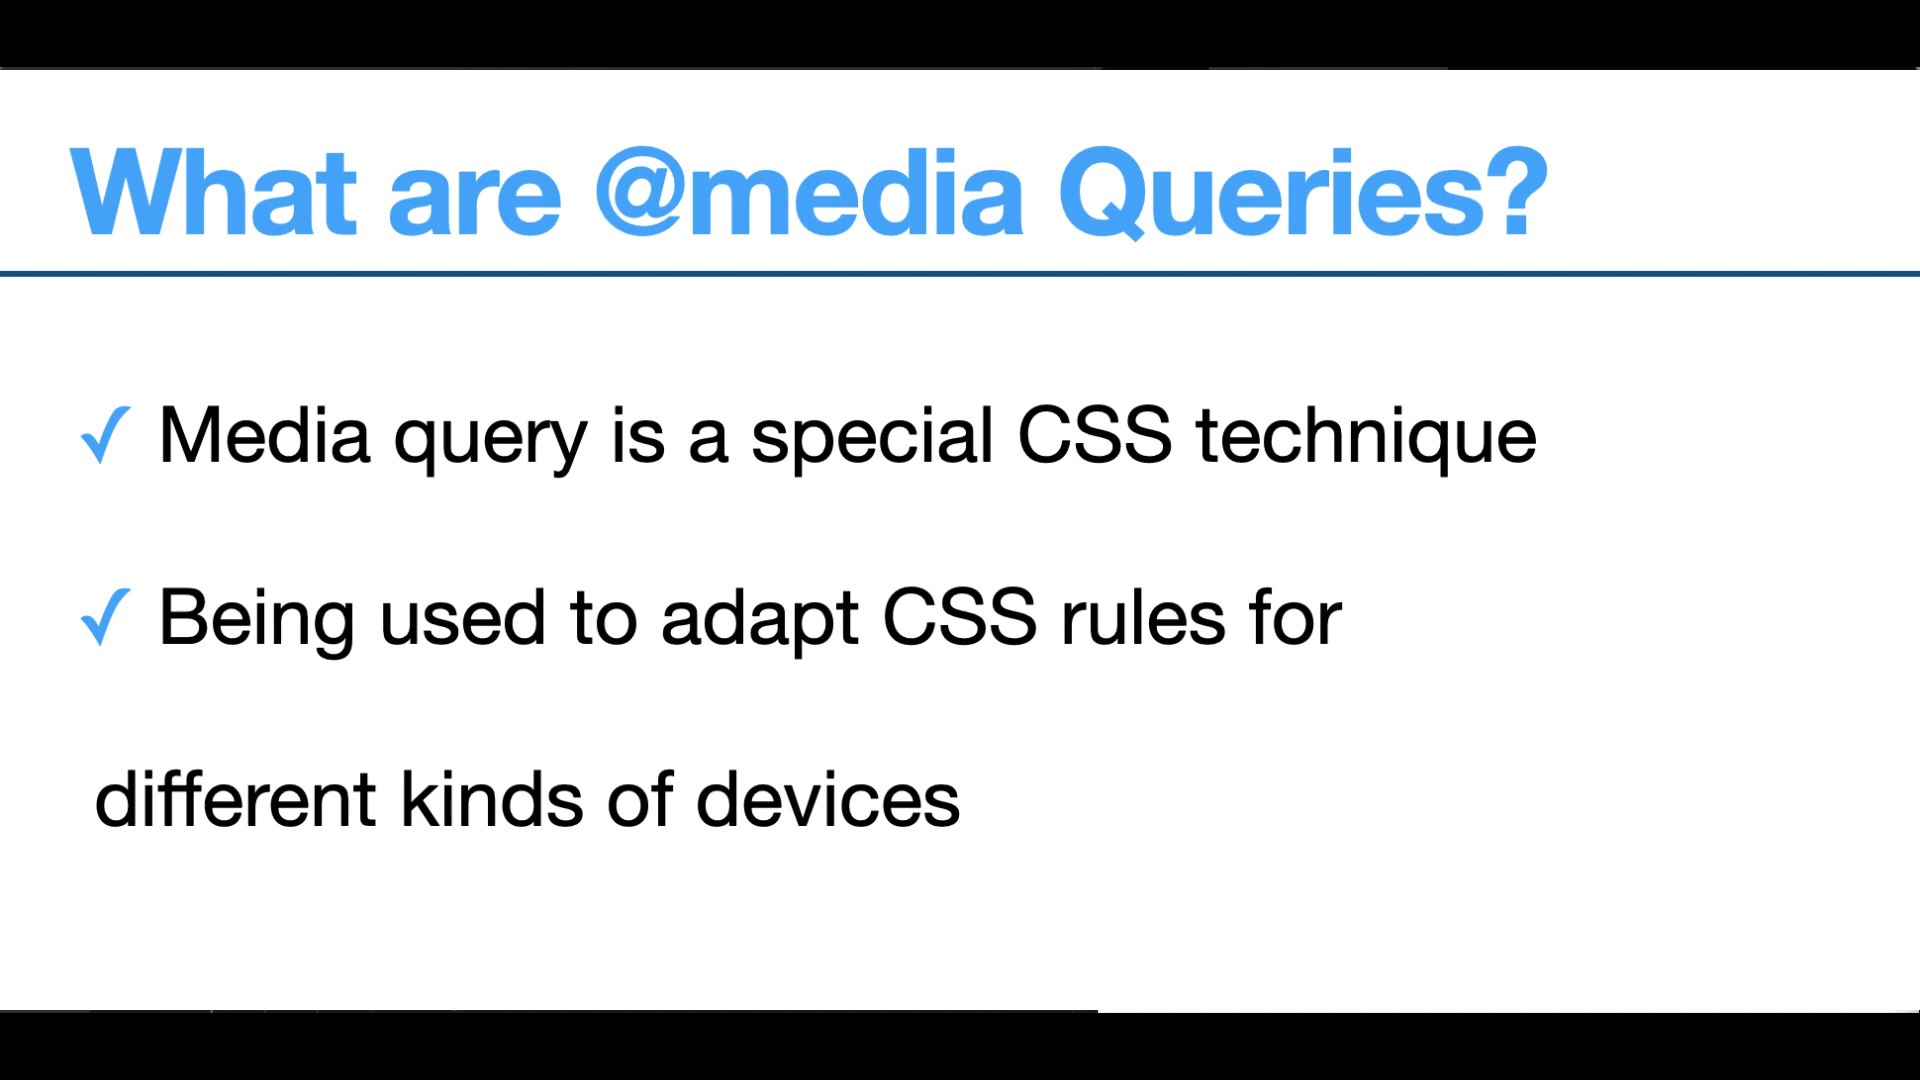 What are @media Queries?
✓ Media query is a special CSS technique
✓ Being used to adapt CSS rules for
different kinds of devices